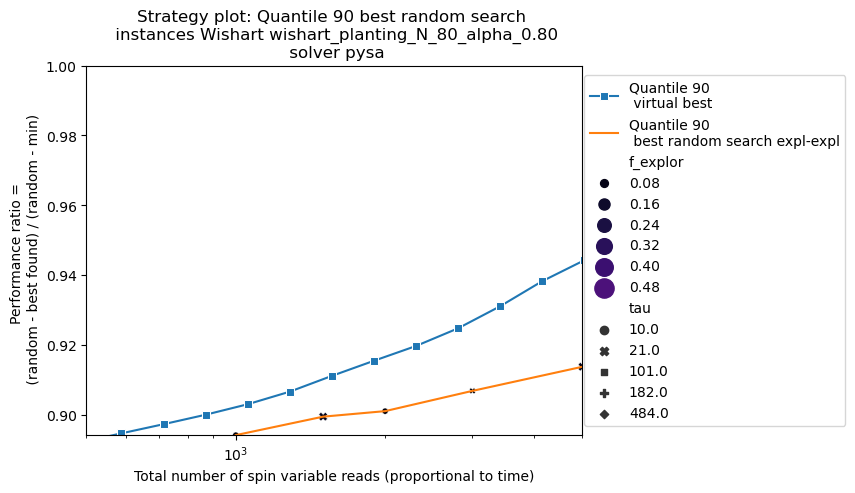 Strategy plot: Quantile 90 best random search
instances Wishart wishart_planting_N_80_alpha_0.80
solver pysa
1.00
0.98
0.96
0.94
0.92
0.90
Performance ratio =
(random - best found) / (random - min)
10^3
Total number of spin variable reads (proportional to time)
Quantile 90
virtual best
Quantile 90
best random search expl-expl
f_explor
0.08
0.16
0.24
0.32
0.40
0.48
tau
10.0
21.0
101.0
182.0
484.0